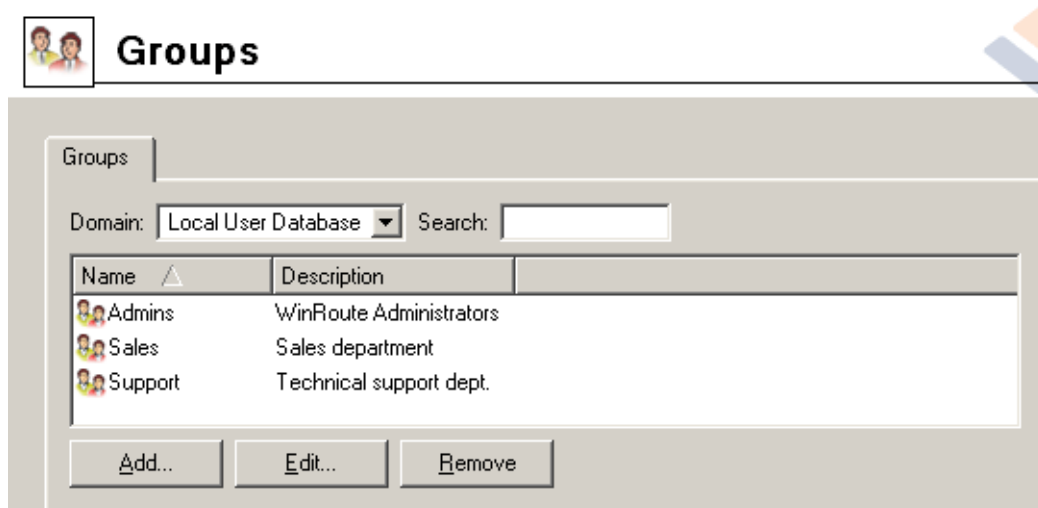 Groups
Groups
Domain: Local User Database Search:
Name Description
Admins WinRoute Administrators
Sales Sales department
Support Technical support dept.
Add... Edit... Remove